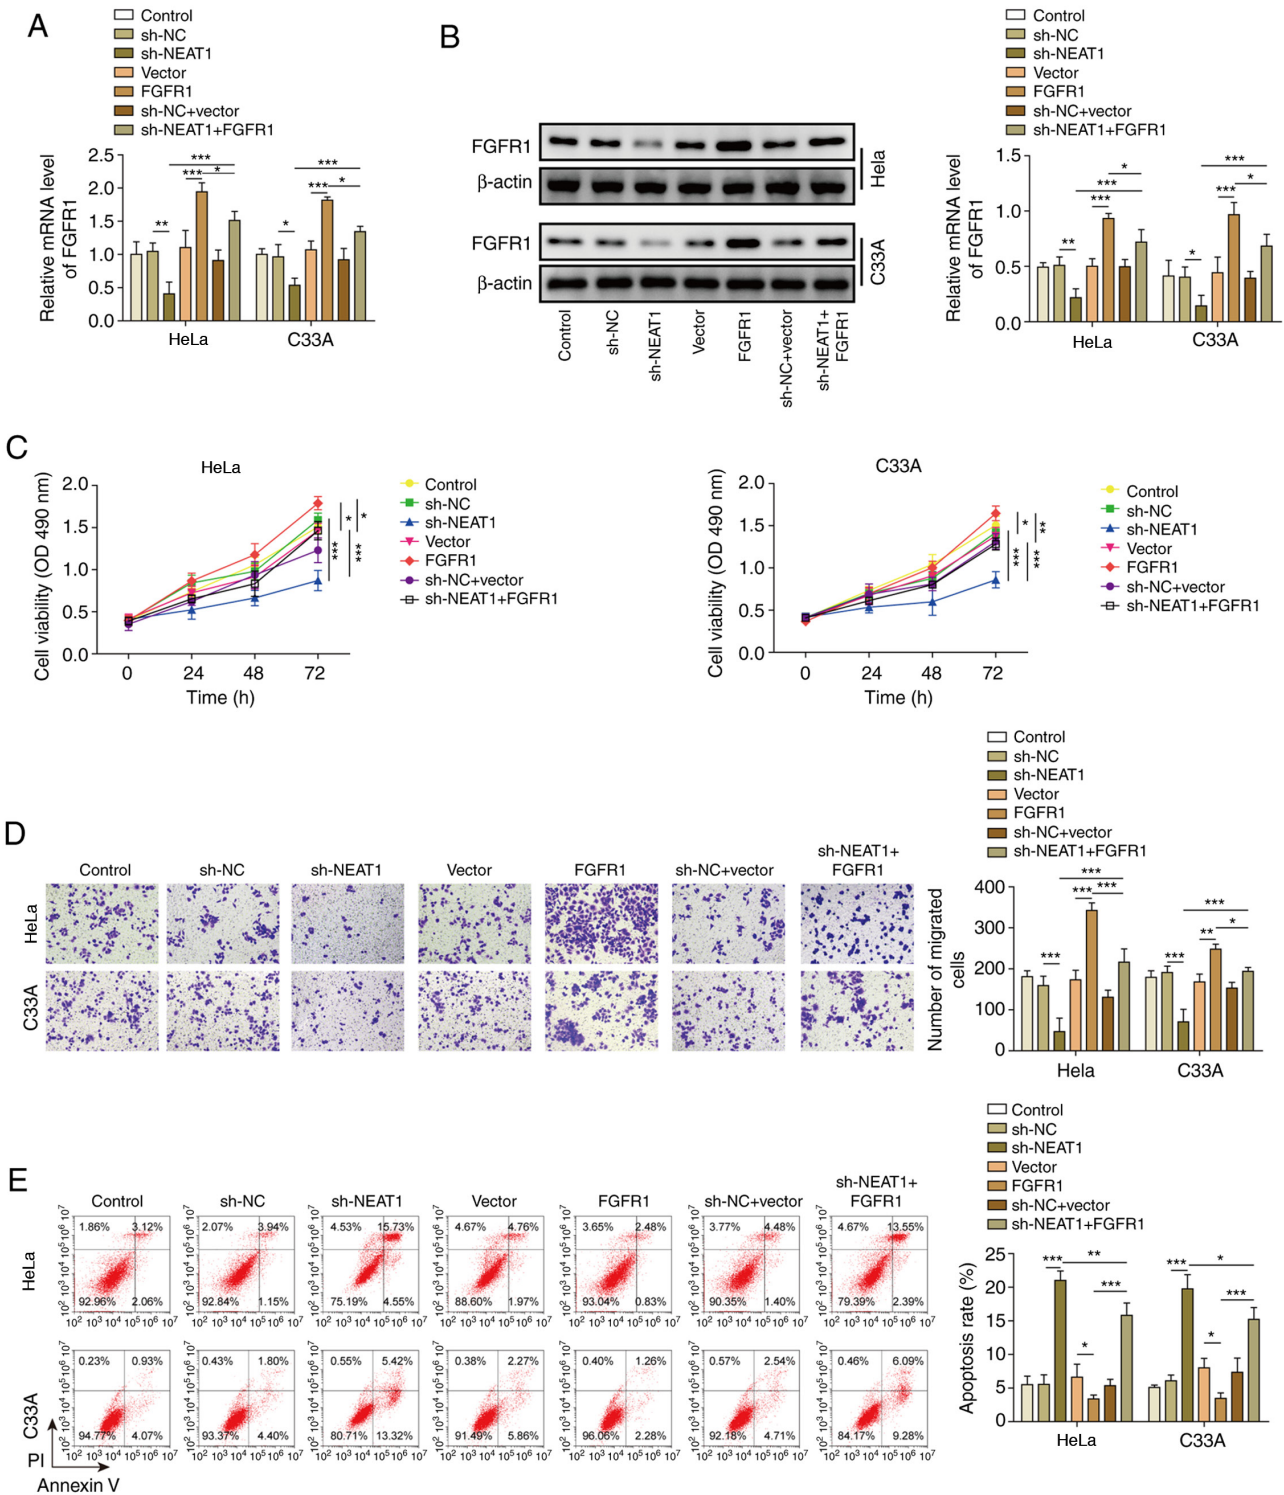 A
Control
sh-NC
sh-NEAT1
Vector
FGFR1
sh-NC+vector
sh-NEAT1+FGFR1
Relative mRNA level
of FGFR1
2.5
2.0
1.5
1.0
0.5
0.0
***
*** *
**
***
*** *
*
HeLa C33A
B
FGFR1
β-actin
Hela
FGFR1
β-actin
C33A
Control
sh-NC
sh-NEAT1
Vector
FGFR1
sh-NC+vector
sh-NEAT1+
FGFR1
Control
sh-NC
sh-NEAT1
Vector
FGFR1
sh-NC+vector
sh-NEAT1+FGFR1
Relative mRNA level
of FGFR1
1.5
1.0
0.5
0.0
*
***
***
**
***
*
***
*
HeLa C33A
C
HeLa
Cell viability (OD 490 nm)
2.0
1.5
1.0
0.5
0.0
0 24 48 72
Time (h)
* *
*** ***
Control
sh-NC
sh-NEAT1
Vector
FGFR1
sh-NC+vector
sh-NEAT1+FGFR1
C33A
Cell viability (OD 490 nm)
2.0
1.5
1.0
0.5
0.0
0 24 48 72
Time (h)
* **
*** ***
Control
sh-NC
sh-NEAT1
Vector
FGFR1
sh-NC+vector
sh-NEAT1+FGFR1
D
Control sh-NC sh-NEAT1 Vector FGFR1 sh-NC+vector sh-NEAT1+
FGFR1
HeLa
C33A
Control
sh-NC
sh-NEAT1
Vector
FGFR1
sh-NC+vector
sh-NEAT1+FGFR1
Number of migrated
cells
400
300
200
100
0
***
*** ***
***
***
*
**
***
Hela C33A
E
Control sh-NC sh-NEAT1 Vector FGFR1 sh-NC+vector sh-NEAT1+
FGFR1
HeLa
1.86% 3.12% 2.07% 3.94% 4.53% 15.73% 4.67% 4.76% 3.65% 2.48% 3.77% 4.48% 4.67% 13.55%
92.96% 2.06% 92.84% 1.15% 75.19% 4.55% 88.60% 1.97% 93.04% 0.83% 90.35% 1.40% 79.39% 2.39%
10² 10³ 10⁴ 10⁵ 10⁶ 10⁷
C33A
0.23% 0.93% 0.43% 1.80% 0.55% 5.42% 0.38% 2.27% 0.40% 1.26% 0.57% 2.54% 0.46% 6.09%
94.77% 4.07% 93.37% 4.40% 80.71% 13.32% 91.49% 5.86% 96.06% 2.28% 92.18% 4.71% 84.17% 9.28%
10² 10³ 10⁴ 10⁵ 10⁶ 10⁷
PI
Annexin V
Control
sh-NC
sh-NEAT1
Vector
FGFR1
sh-NC+vector
sh-NEAT1+FGFR1
Apoptosis rate (%)
25
20
15
10
5
0
*** **
***
*
*** *
***
*
HeLa C33A